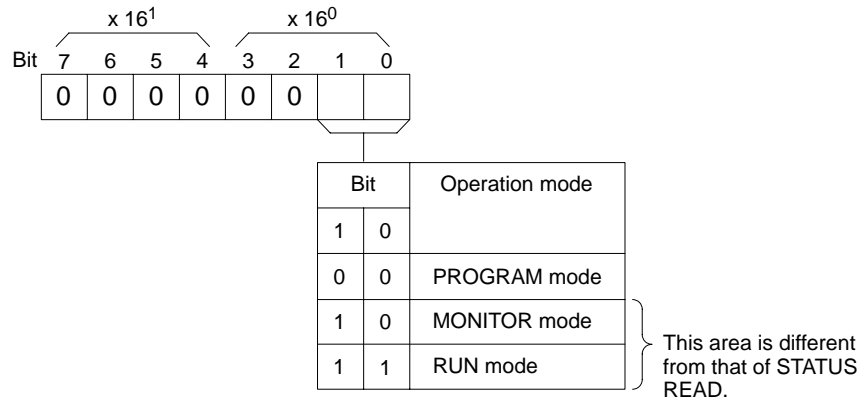 x 16¹ x 16⁰
Bit 7 6 5 4 3 2 1 0
0 0 0 0 0 0
Bit Operation mode
1 0
0 0 PROGRAM mode
1 0 MONITOR mode
1 1 RUN mode
This area is different
from that of STATUS
READ.